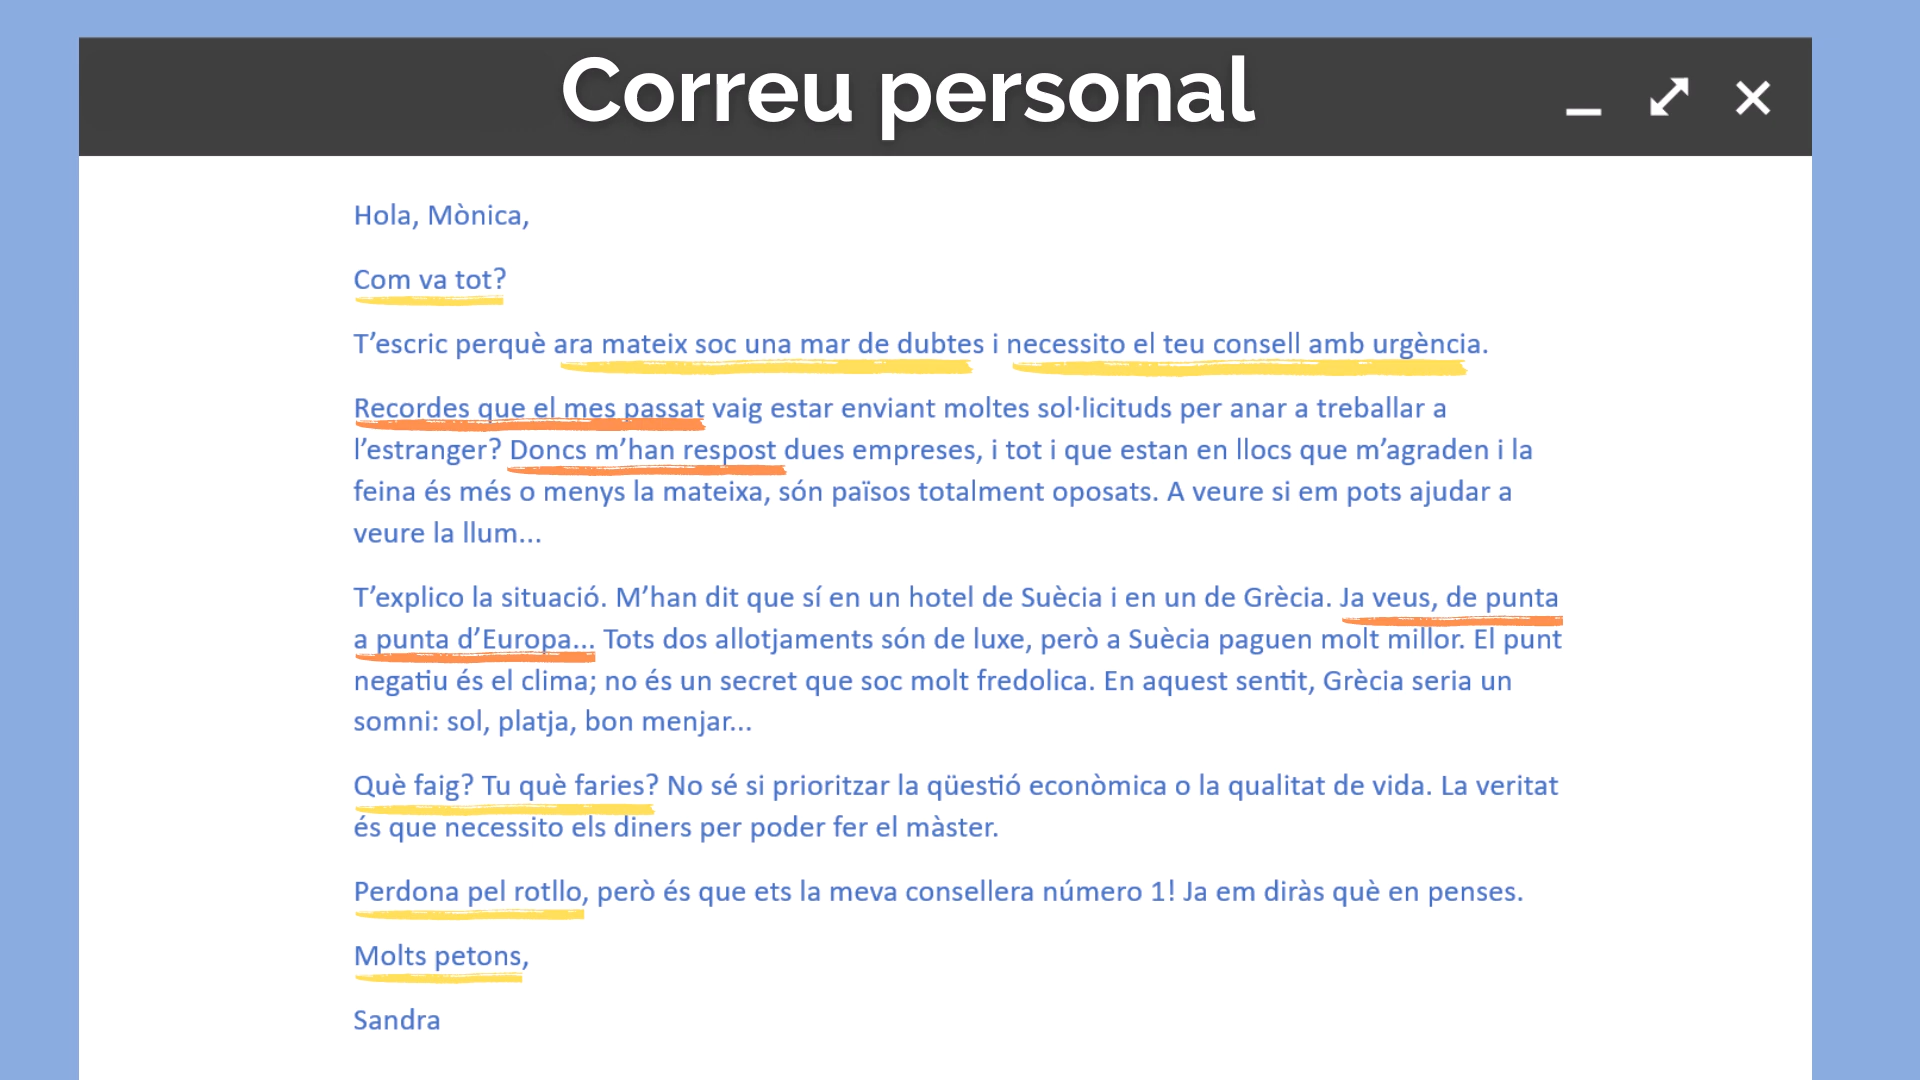 Correu personal
Hola, Mònica,
Com va tot?
T’escric perquè ara mateix soc una mar de dubtes i necessito el teu consell amb urgència.
Recordes que el mes passat vaig estar enviant moltes sol·licituds per anar a treballar a
l’estranger? Doncs m’han respost dues empreses, i tot i que estan en llocs que m’agraden i la
feina és més o menys la mateixa, són països totalment oposats. A veure si em pots ajudar a
veure la llum...
T’explico la situació. M’han dit que sí en un hotel de Suècia i en un de Grècia. Ja veus, de punta
a punta d’Europa... Tots dos allotjaments són de luxe, però a Suècia paguen molt millor. El punt
negatiu és el clima; no és un secret que soc molt fredolica. En aquest sentit, Grècia seria un
somni: sol, platja, bon menjar...
Què faig? Tu què faries? No sé si prioritzar la qüestió econòmica o la qualitat de vida. La veritat
és que necessito els diners per poder fer el màster.
Perdona pel rotllo, però és que ets la meva consellera número 1! Ja em diràs què en penses.
Molts petons,
Sandra